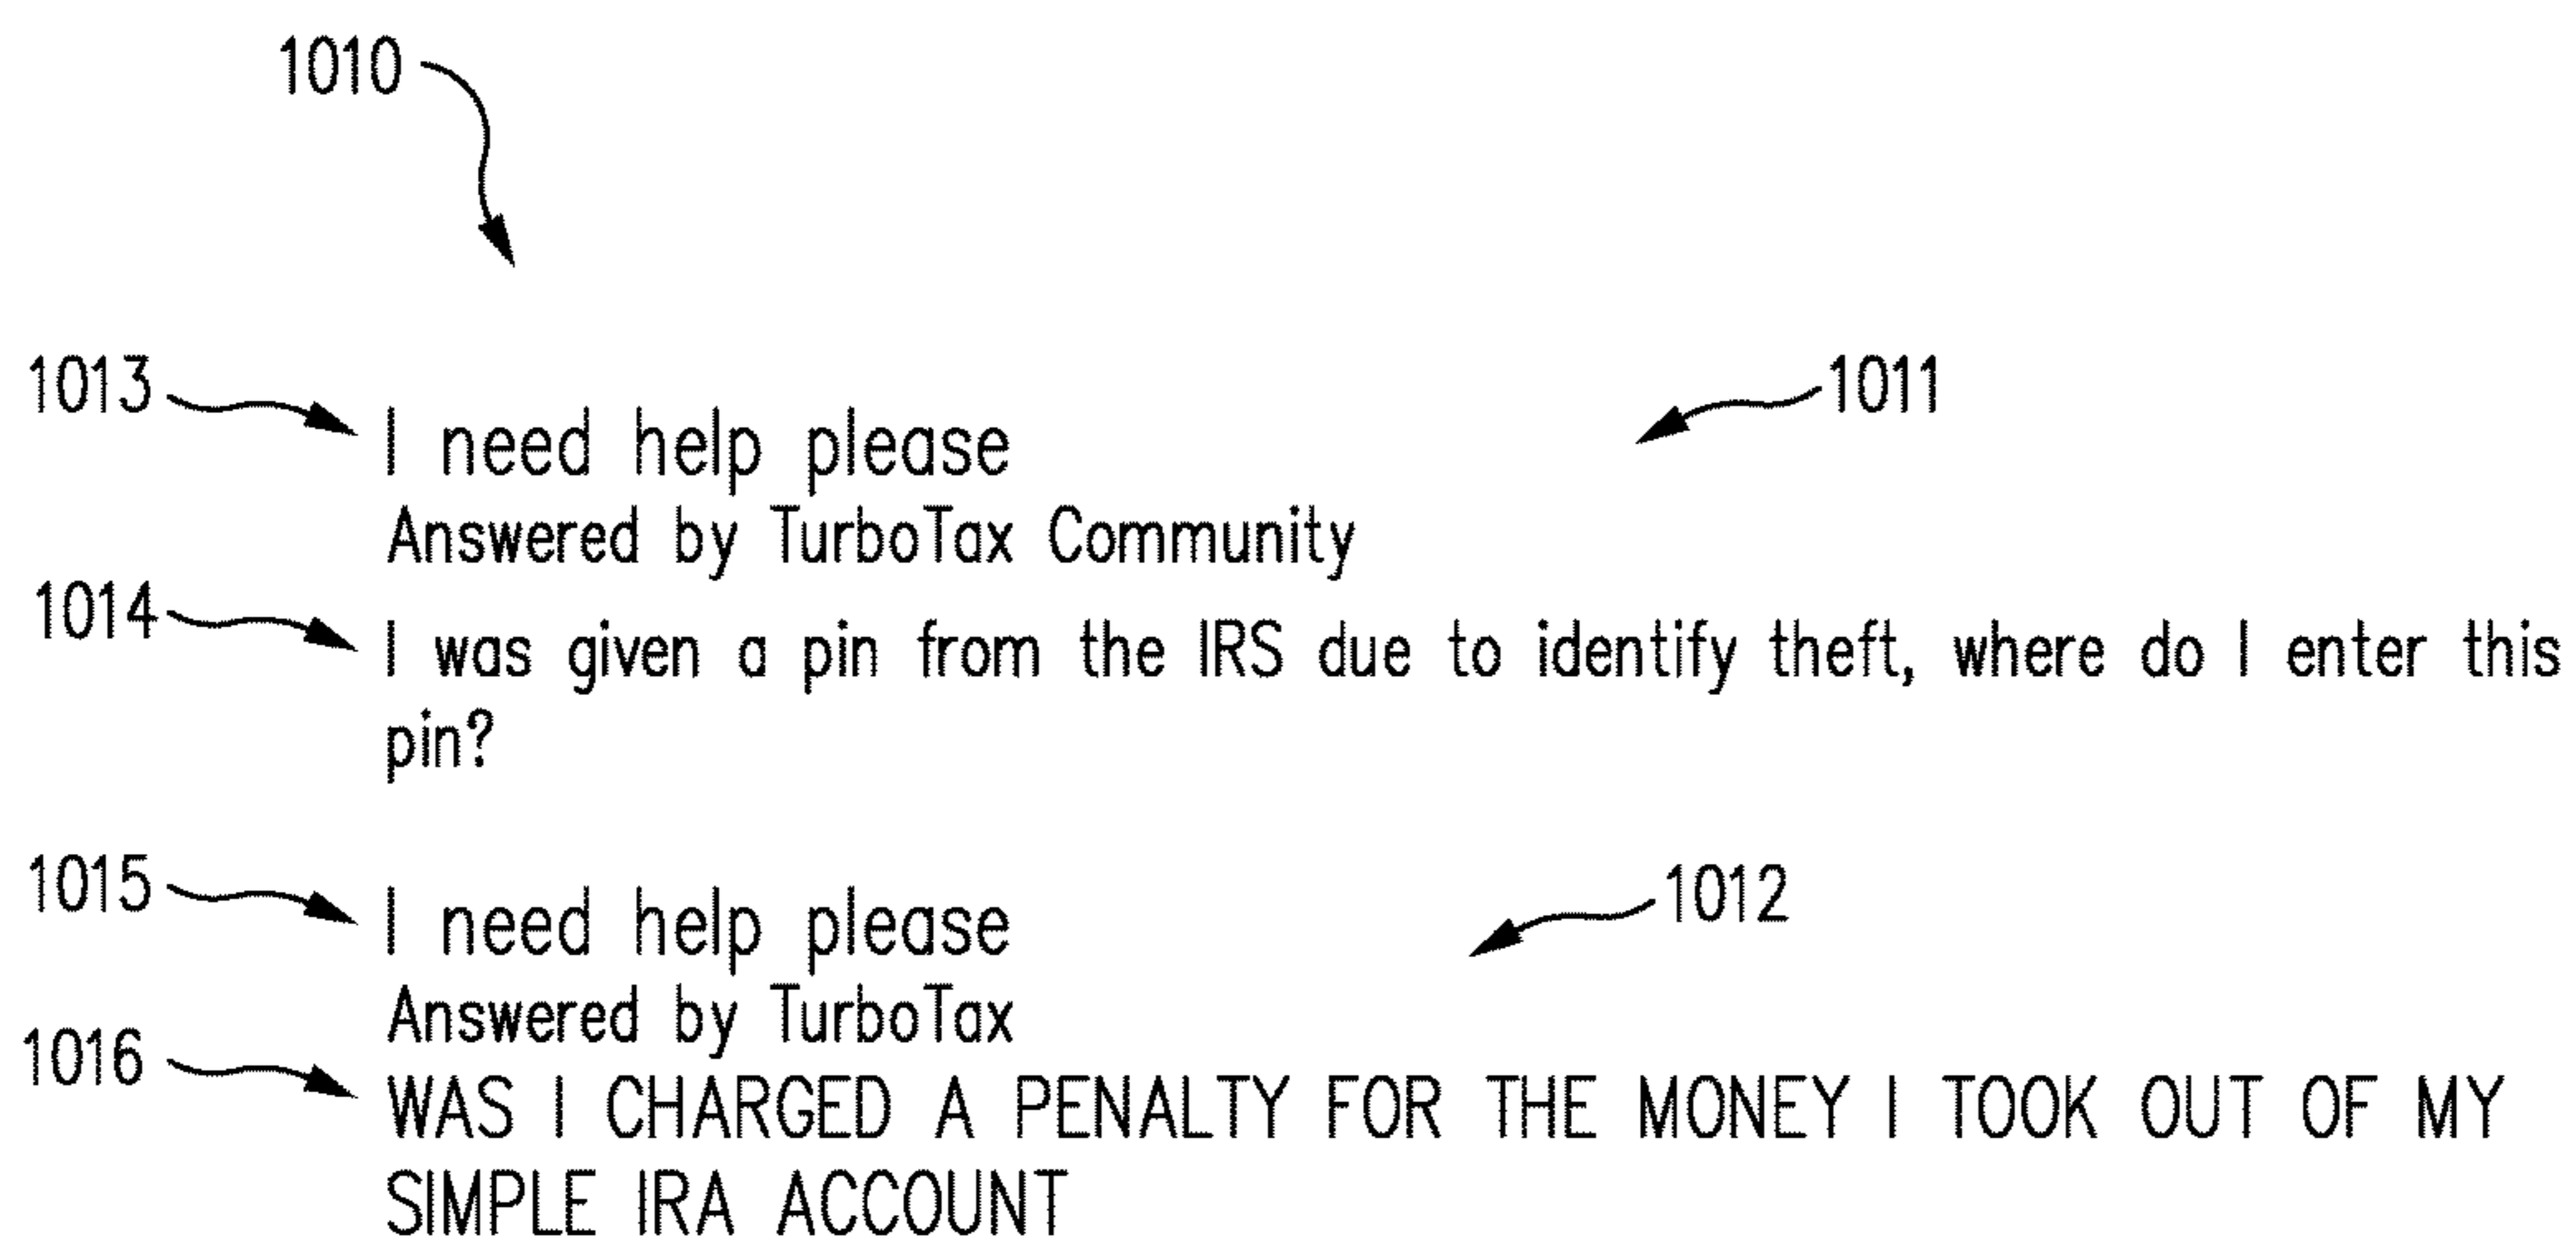 1010
1013
1011
I need help please
Answered by TurboTax Community
1014
I was given a pin from the IRS due to identify theft, where do I enter this
pin?
1015
1012
I need help please
Answered by TurboTax
1016
WAS I CHARGED A PENALTY FOR THE MONEY I TOOK OUT OF MY
SIMPLE IRA ACCOUNT